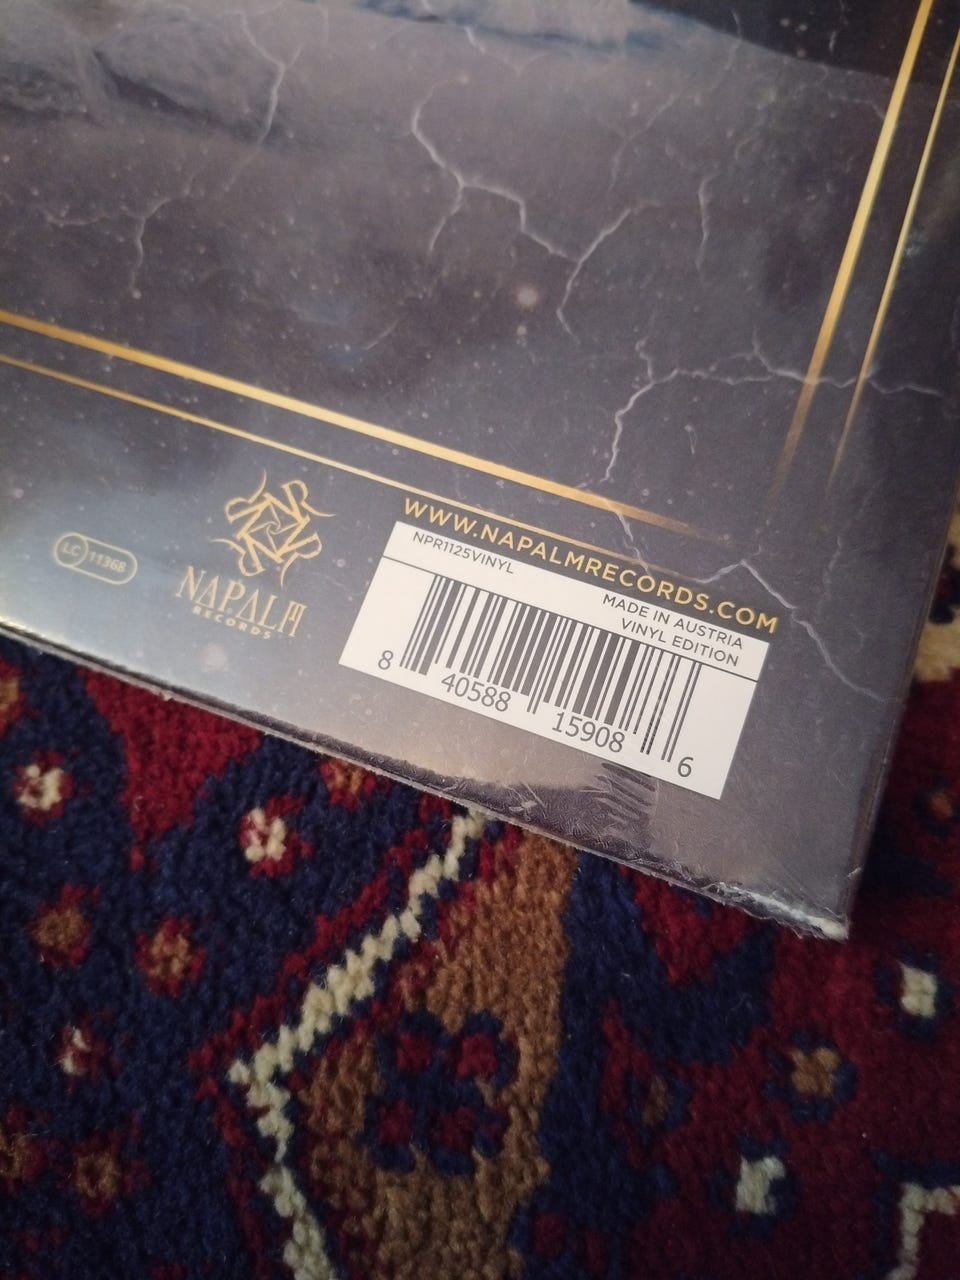 LC 11368
NAPALM
RECORDS
WWW.NAPALMRECORDS.COM
NPR1125VINYL
MADE IN AUSTRIA
VINYL EDITION
8 40588 15908 6